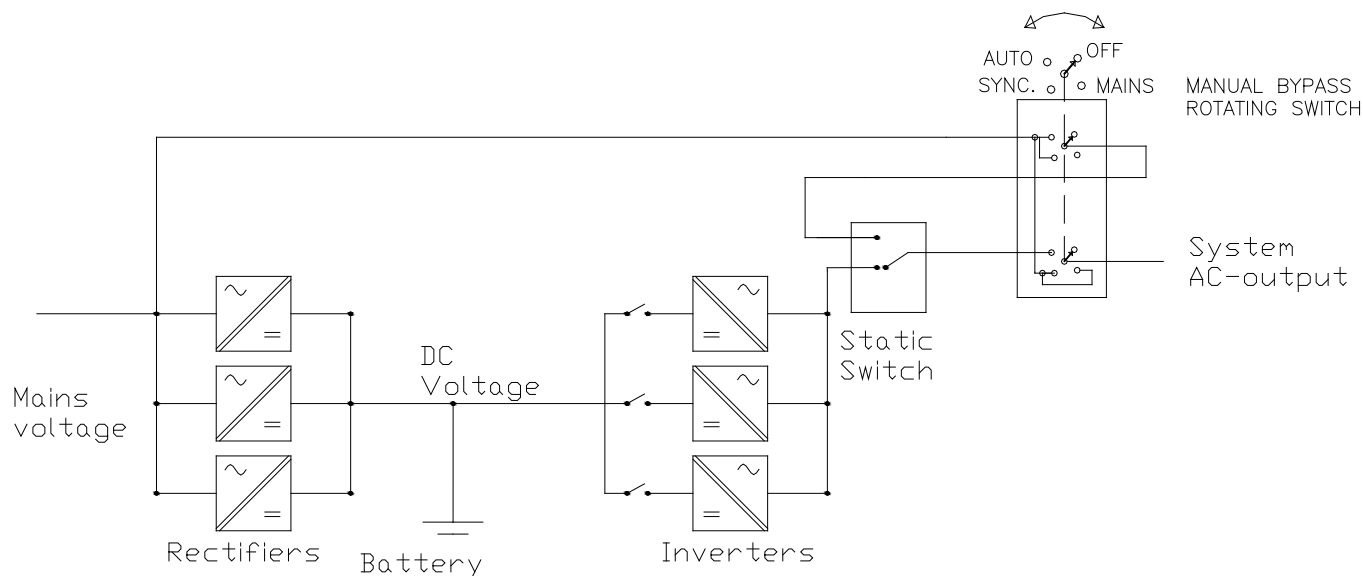 AUTO
OFF
SYNC.
MAINS
MANUAL BYPASS
ROTATING SWITCH
System
AC-output
Static
Switch
DC
Voltage
Mains
voltage
Rectifiers
Battery
Inverters